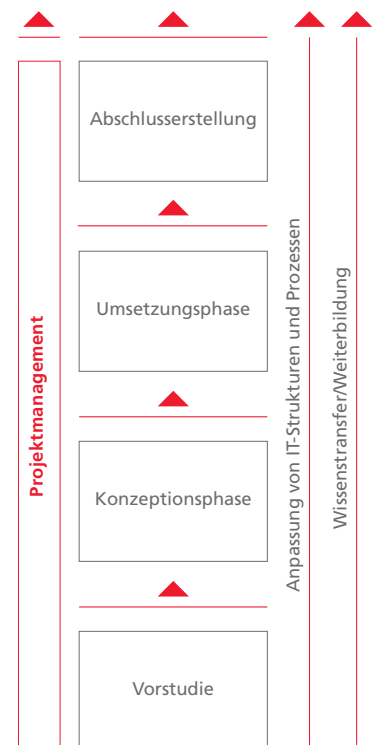 Projektmanagement
Abschlusserstellung
Umsetzungsphase
Konzeptionsphase
Vorstudie
Anpassung von IT-Strukturen und Prozessen
Wissenstransfer/Weiterbildung